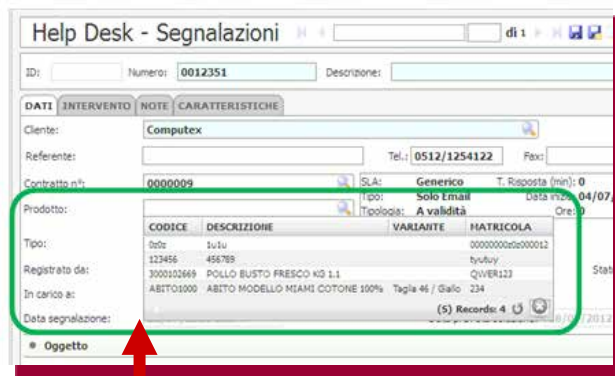 Help Desk - Segnalazioni di 1
ID: Numero: 0012351 Descrizione:
DATI INTERVENTO NOTE CARATTERISTICHE
Cliente: Computex
Referente: Tel.: 0512/1254122 Fax:
Contratto n°: 0000009 SLA: Generico T. Risposta (min): 0
Tipo: Solo Email Data inizio: 04/07/
Prodotto: Tipologia: A validità Ore: 0
CODICE DESCRIZIONE VARIANTE MATRICOLA
Tipo: 0z0z 1u1u 00000000z0z000012
123456 456789 tyutuy
Registrato da: 3000102669 POLLO BUSTO FRESCO KG 1.1 QWER123 Stat
In carico a: ABITO1000 ABITO MODELLO MIAMI COTONE 100% Taglia 46 / Giallo 234
(5) Records: 4
Data segnalazione: /2012
Oggetto